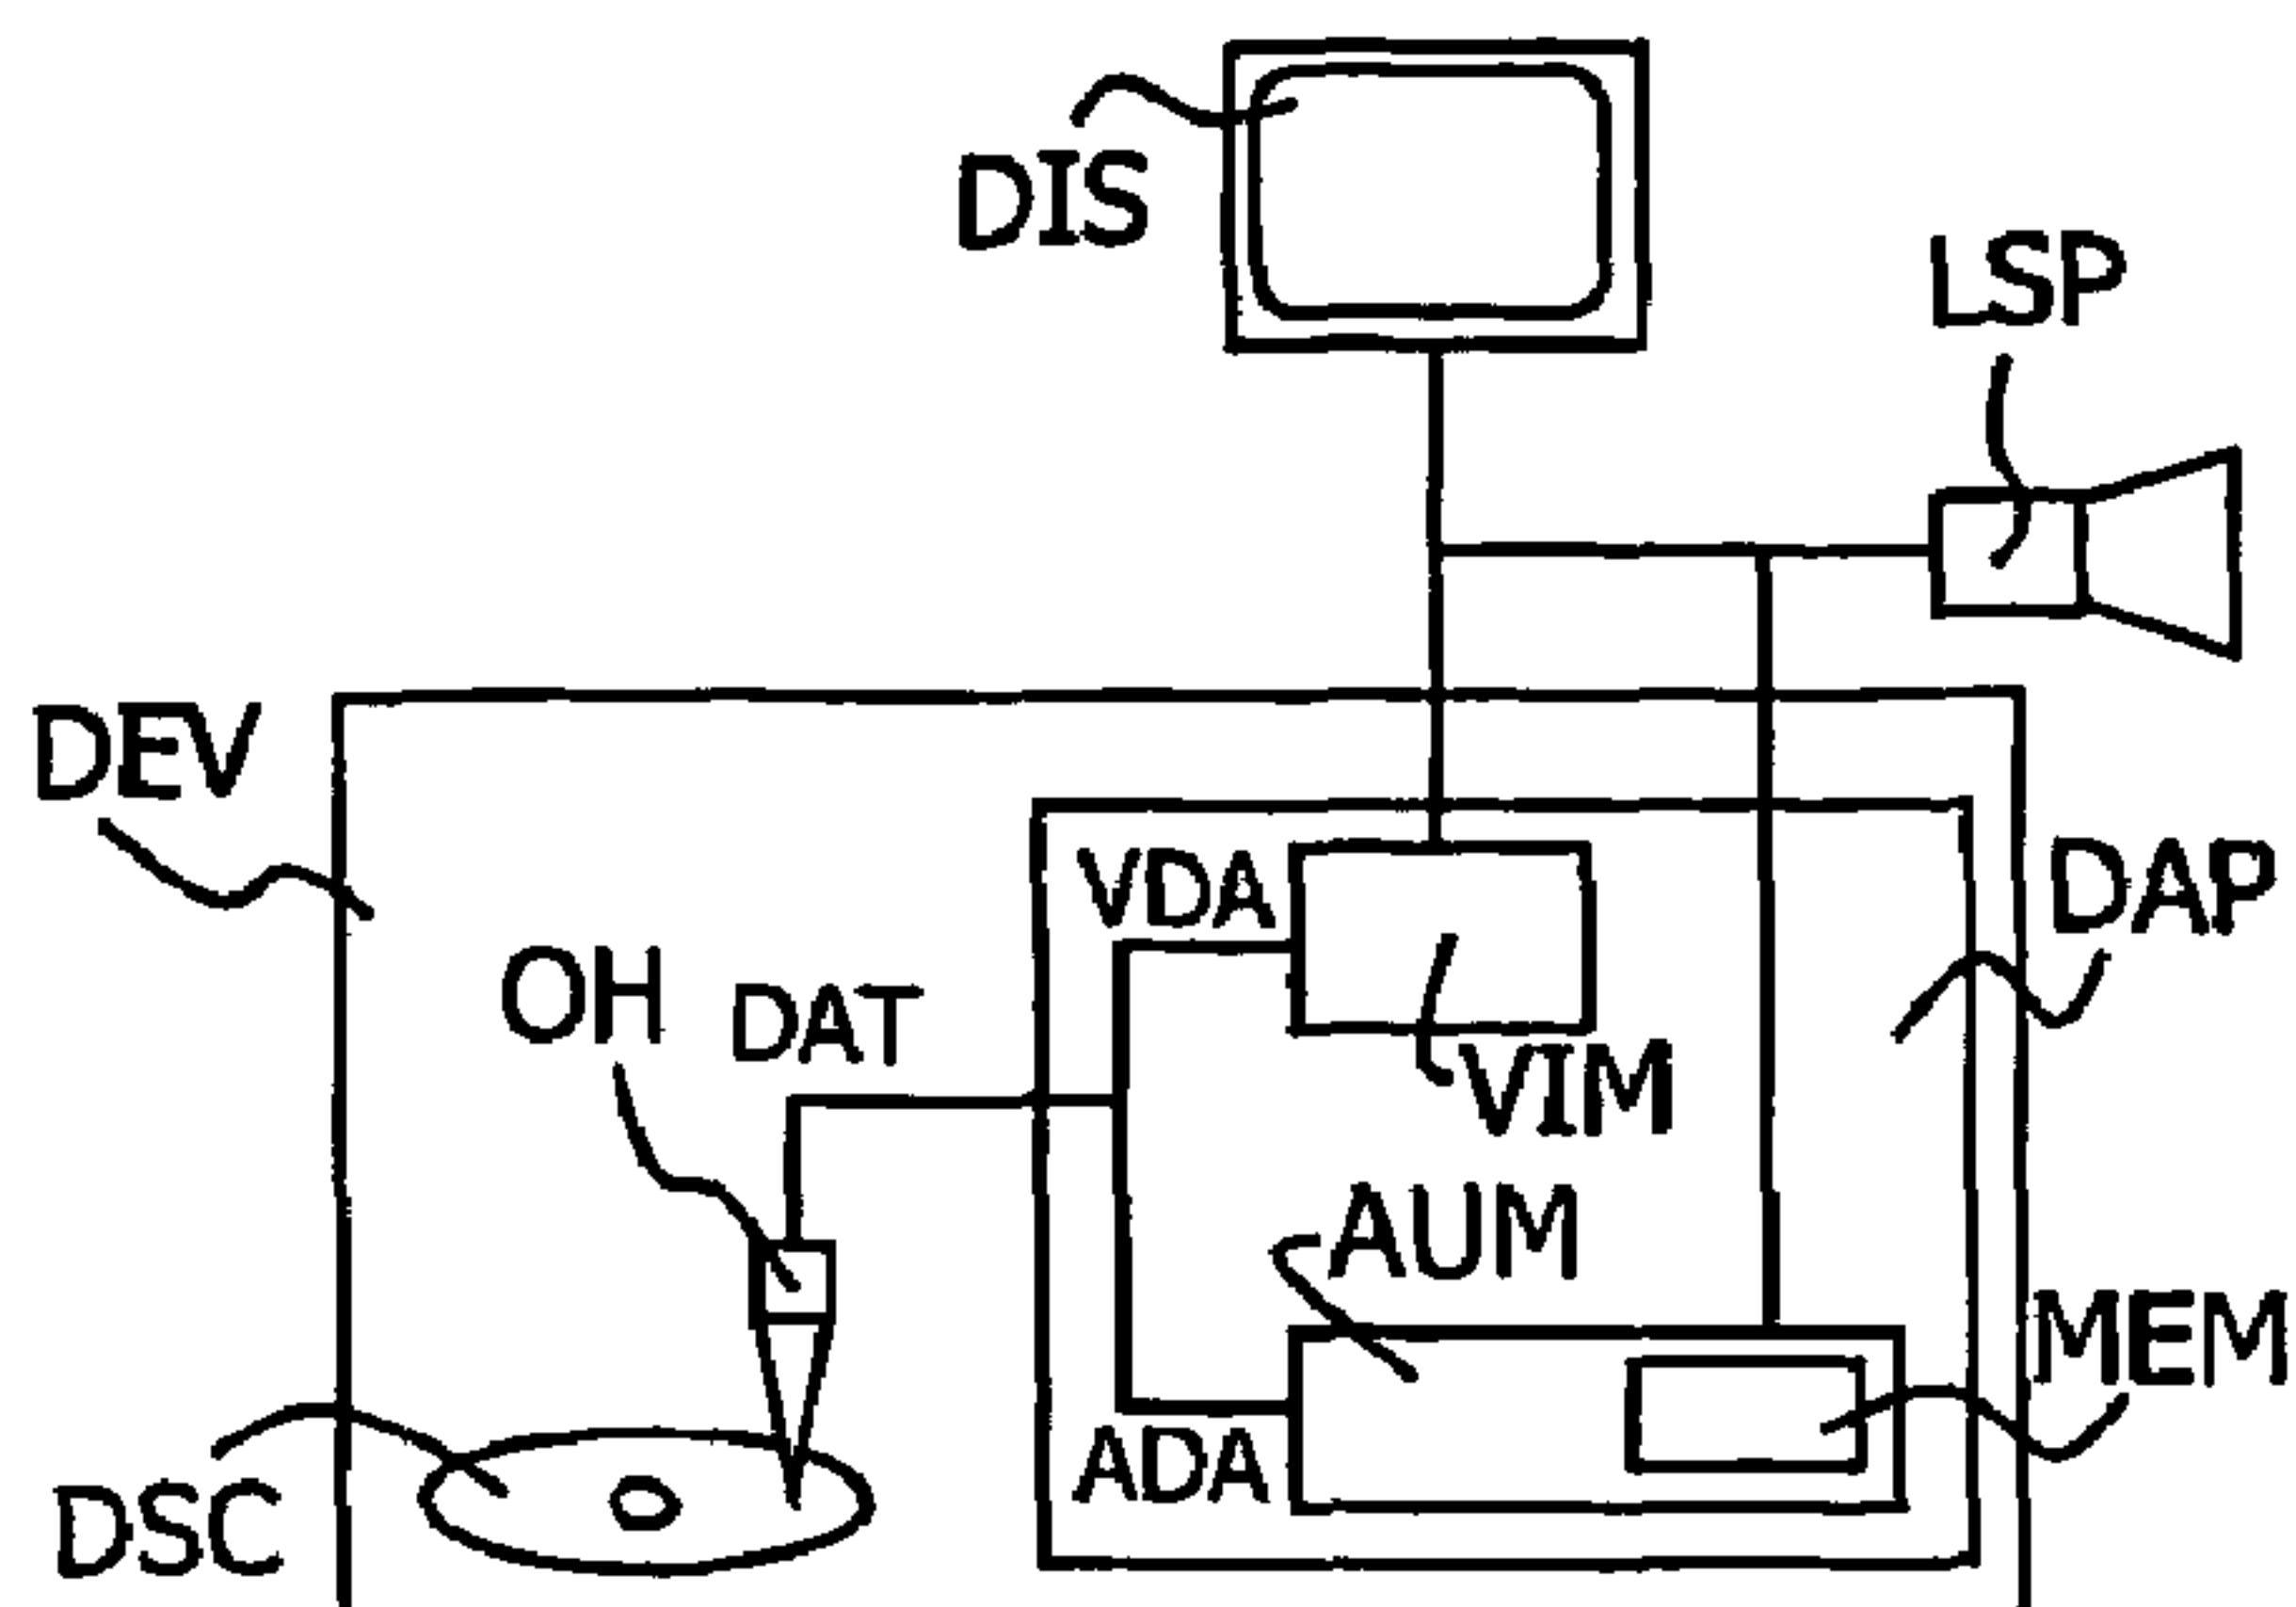 DIS
LSP
DEV
VDA
DAP
OH
DAT
VIM
AUM
MEM
ADA
DSC